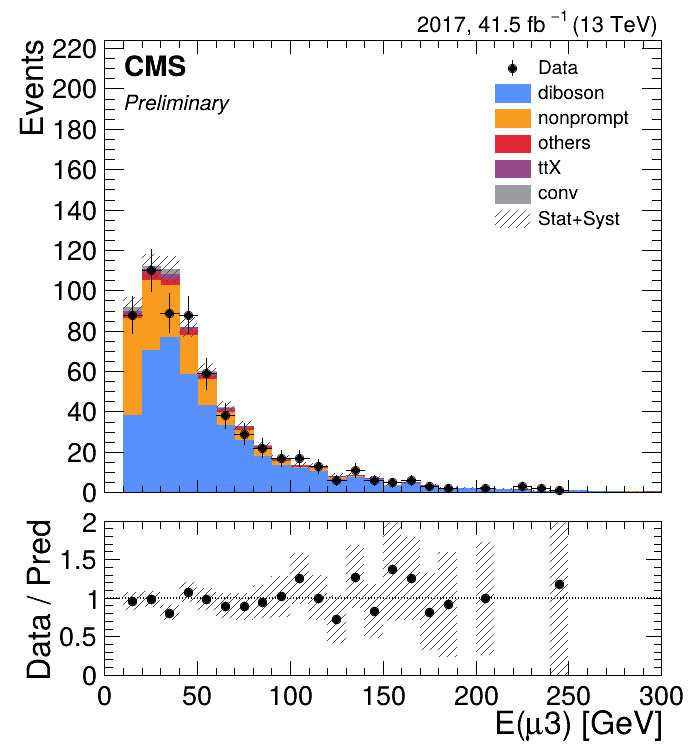 2017, 41.5 fb⁻¹ (13 TeV)
Events
220
200
180
160
140
120
100
80
60
40
20
0
CMS
Preliminary
Data
diboson
nonprompt
others
ttX
conv
Stat+Syst
Data / Pred
2
1.5
1
0.5
0
0 50 100 150 200 250 300
E(μ3) [GeV]